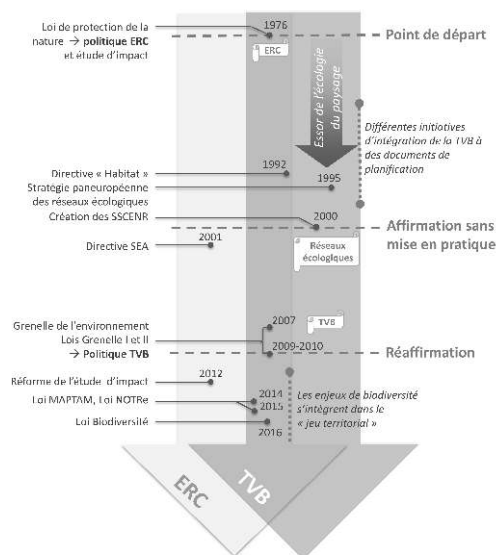 Loi de protection de la
nature → politique ERC
et étude d'impact
1976
ERC
Point de départ
Essor de l'écologie
du paysage
Différentes initiatives
d'intégration de la TVB à
des documents de
planification
Directive « Habitat »
1992
Stratégie paneuropéenne
des réseaux écologiques
1995
Création des SSCENR
2000
Affirmation sans
mise en pratique
Directive SEA
2001
Réseaux
écologiques
Grenelle de l'environnement
2007
TVB
Lois Grenelle I et II
→ Politique TVB
2009-2010
Réaffirmation
Réforme de l'étude d'impact
2012
Loi MAPTAM, Loi NOTRe
2014
2015
Loi Biodiversité
2016
Les enjeux de biodiversité
s'intègrent dans le
« jeu territorial »
ERC
TVB